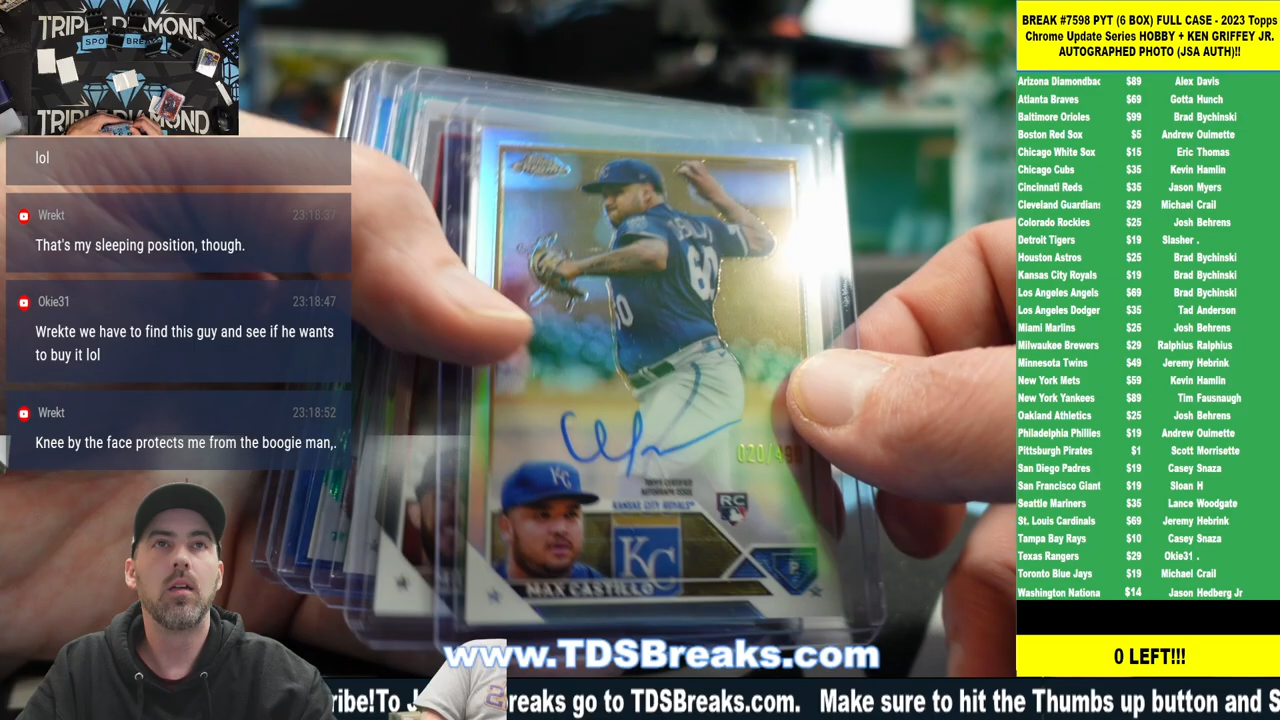 TRIPLE DIAMOND
SPORTS BREAKS
TRIPLE DIAMOND
lol
Wrekt 23:18:37
That's my sleeping position, though.
Okie31 23:18:47
Wrekte we have to find this guy and see if he wants
to buy it lol
Wrekt 23:18:52
Knee by the face protects me from the boogie man,.
60
020/499
TOPPS CERTIFIED
AUTOGRAPH ISSUE
KANSAS CITY ROYALS
RC
KC
KC
P
MAX CASTILLO
www.TDSBreaks.com
ribe!To J reaks go to TDSBreaks.com. Make sure to hit the Thumbs up button and S
BREAK #7598 PYT (6 BOX) FULL CASE - 2023 Topps
Chrome Update Series HOBBY + KEN GRIFFEY JR.
AUTOGRAPHED PHOTO (JSA AUTH)!!
Arizona Diamondbac $89 Alex Davis
Atlanta Braves $69 Gotta Hunch
Baltimore Orioles $99 Brad Bychinski
Boston Red Sox $5 Andrew Ouimette
Chicago White Sox $15 Eric Thomas
Chicago Cubs $35 Kevin Hamlin
Cincinnati Reds $35 Jason Myers
Cleveland Guardians $29 Michael Crail
Colorado Rockies $25 Josh Behrens
Detroit Tigers $19 Slasher .
Houston Astros $25 Brad Bychinski
Kansas City Royals $19 Brad Bychinski
Los Angeles Angels $69 Brad Bychinski
Los Angeles Dodger $35 Tad Anderson
Miami Marlins $25 Josh Behrens
Milwaukee Brewers $29 Ralphius Ralphius
Minnesota Twins $49 Jeremy Hebrink
New York Mets $59 Kevin Hamlin
New York Yankees $89 Tim Fausnaugh
Oakland Athletics $25 Josh Behrens
Philadelphia Phillies $19 Andrew Ouimette
Pittsburgh Pirates $1 Scott Morrisette
San Diego Padres $19 Casey Snaza
San Francisco Giant $19 Sloan H
Seattle Mariners $35 Lance Woodgate
St. Louis Cardinals $69 Jeremy Hebrink
Tampa Bay Rays $10 Casey Snaza
Texas Rangers $29 Okie31 .
Toronto Blue Jays $19 Michael Crail
Washington Nationa $14 Jason Hedberg Jr
0 LEFT!!!